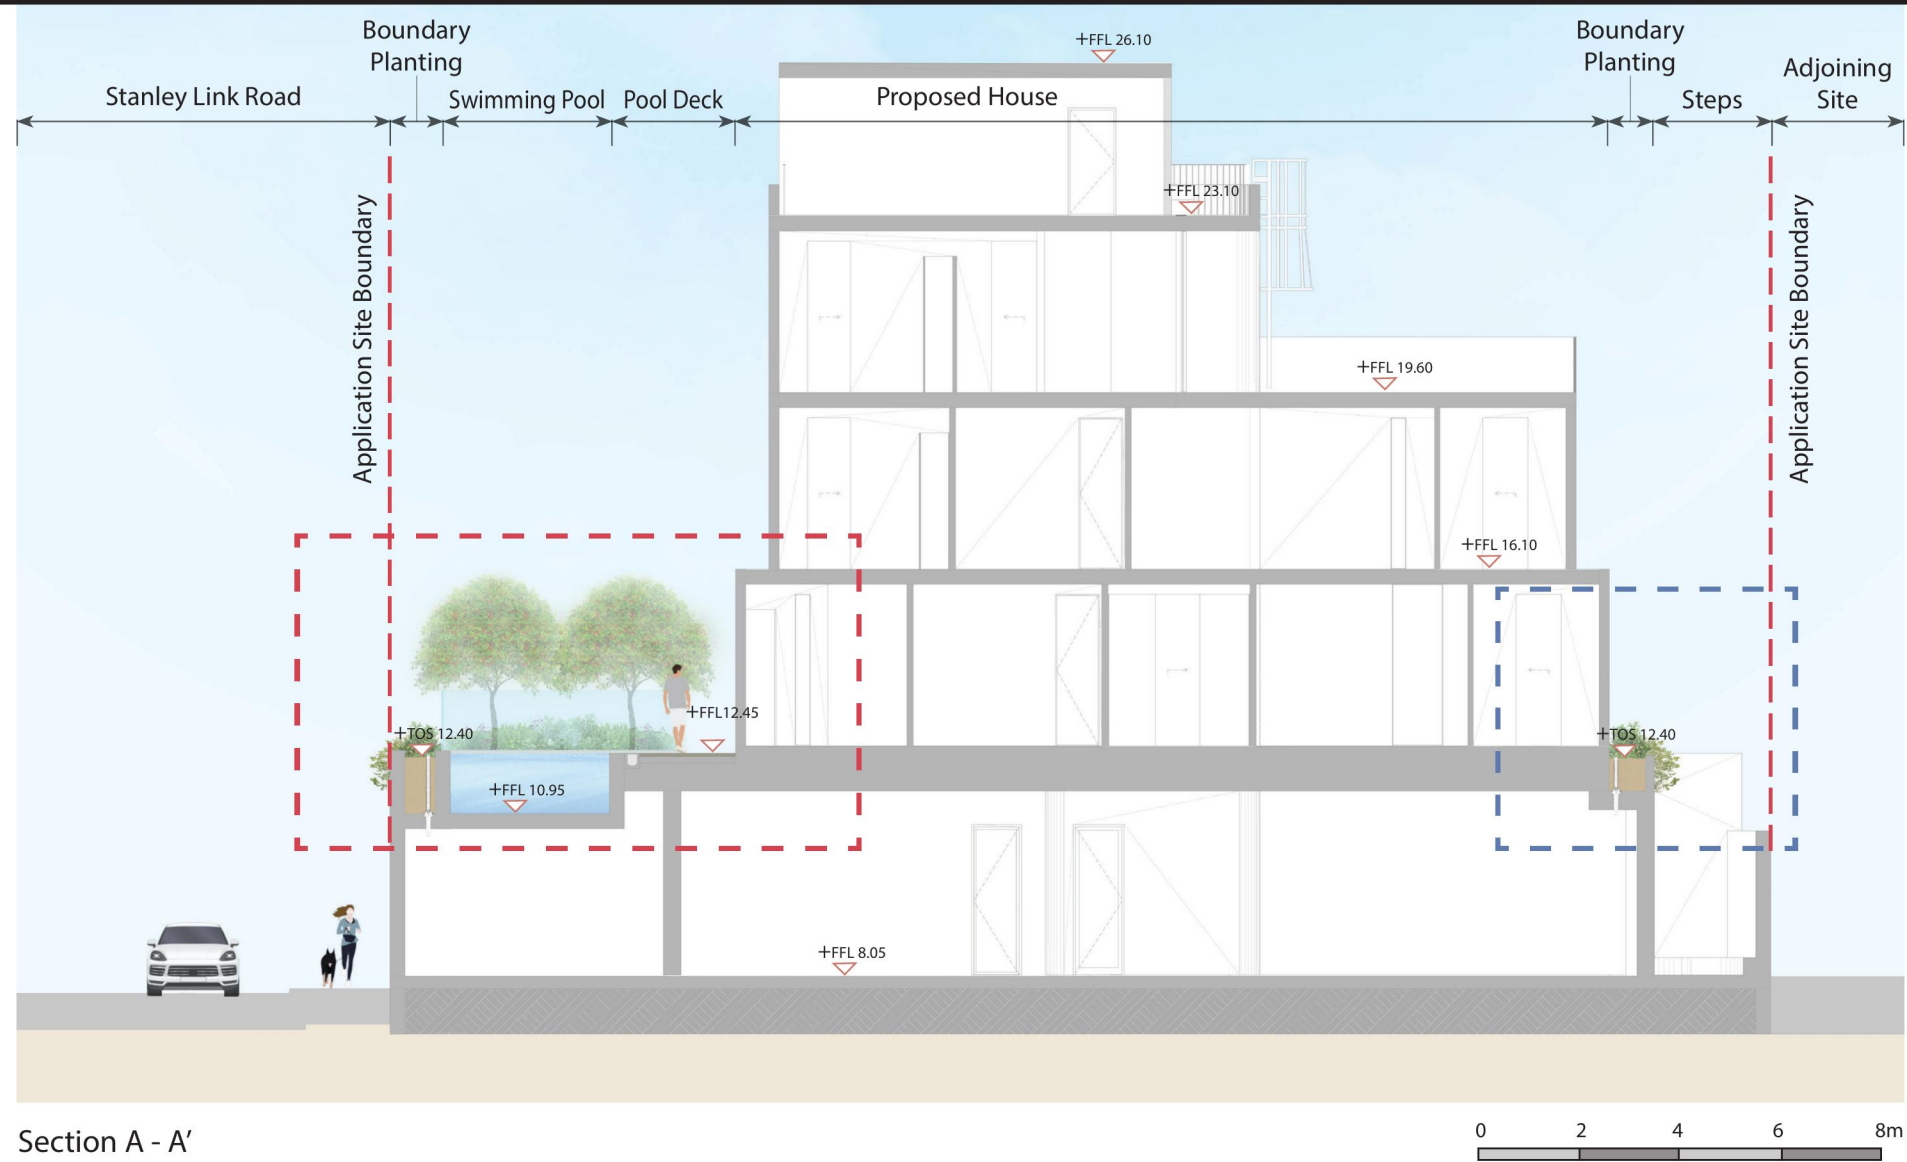 Boundary
Planting
+FFL 26.10
Boundary
Planting
Adjoining
Site
Stanley Link Road
Swimming Pool
Pool Deck
Proposed House
Steps
Application Site Boundary
+FFL 23.10
Application Site Boundary
+FFL 19.60
+FFL 16.10
+FFL12.45
+TOS 12.40
+TOS 12.40
+FFL 10.95
+FFL 8.05
Section A - A’
0 2 4 6 8m